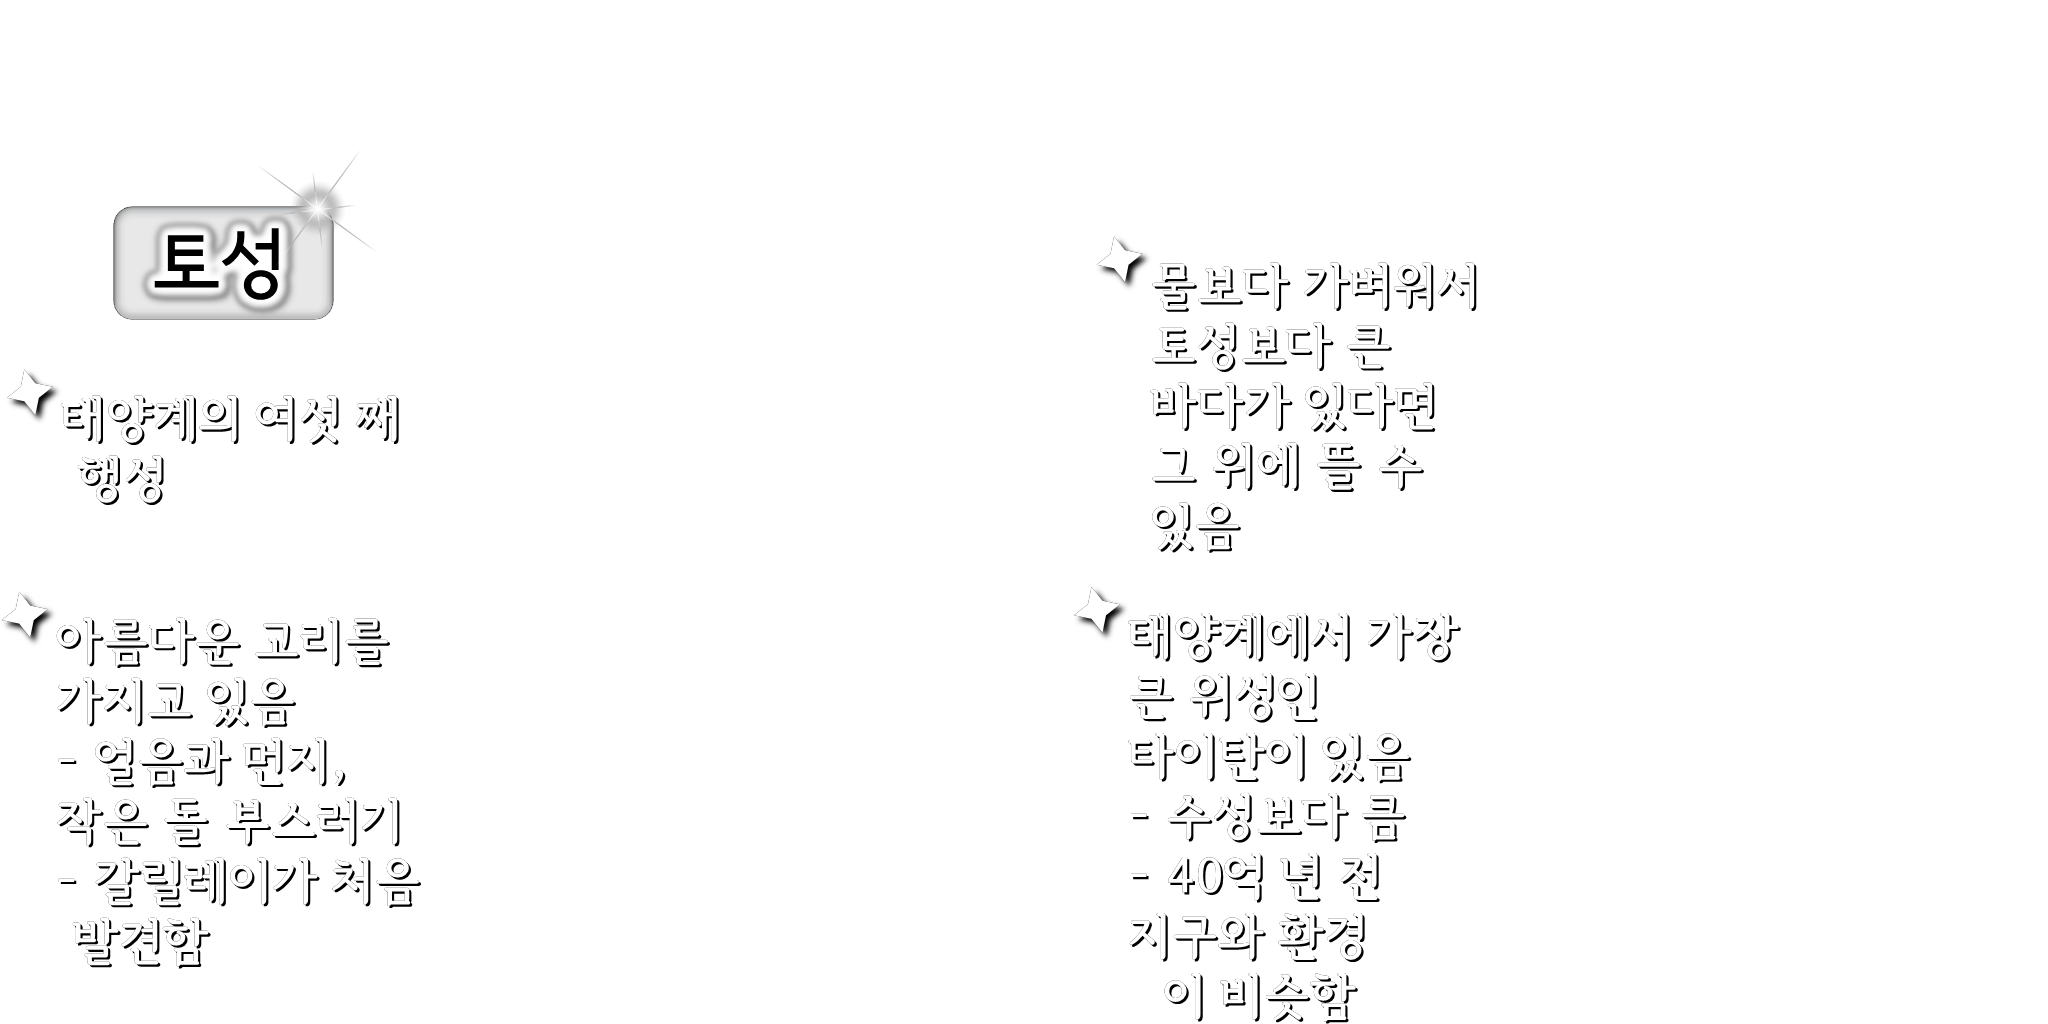 토성
태양계의 여섯 째
행성
아름다운 고리를
가지고 있음
- 얼음과 먼지,
작은 돌 부스러기
- 갈릴레이가 처음
발견함
물보다 가벼워서
토성보다 큰
바다가 있다면
그 위에 뜰 수
있음
태양계에서 가장
큰 위성인
타이탄이 있음
- 수성보다 큼
- 40억 년 전
지구와 환경
이 비슷함